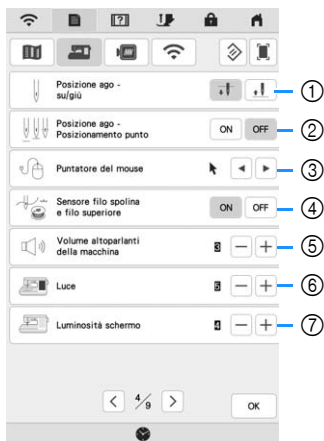 Posizione ago -
su/giù
①
Posizione ago -
Posizionamento punto
ON OFF
②
Puntatore del mouse
③
Sensore filo spolina
e filo superiore
ON OFF
④
Volume altoparlanti
della macchina
3 − +
⑤
Luce
5 − +
⑥
Luminosità schermo
4 − +
⑦
< 4/9 >
OK